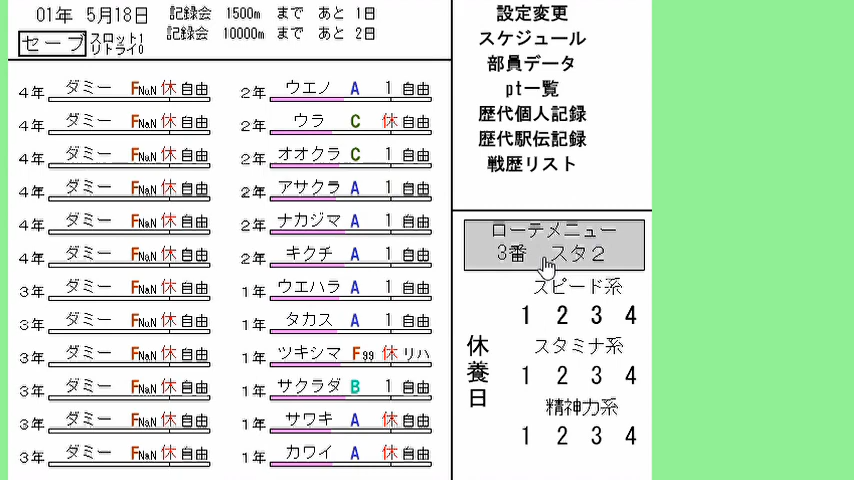 01年 5月18日
記録会 1500m まで あと 1日
記録会 10000m まで あと 2日
セーブ
スロット1
リトライ0
4年 ダミー FNaN 休 自由
4年 ダミー FNaN 休 自由
4年 ダミー FNaN 休 自由
4年 ダミー FNaN 休 自由
4年 ダミー FNaN 休 自由
4年 ダミー FNaN 休 自由
3年 ダミー FNaN 休 自由
3年 ダミー FNaN 休 自由
3年 ダミー FNaN 休 自由
3年 ダミー FNaN 休 自由
3年 ダミー FNaN 休 自由
3年 ダミー FNaN 休 自由
2年 ウエノ A 1 自由
2年 ウラ C 休 自由
2年 オオクラ C 1 自由
2年 アサクラ A 1 自由
2年 ナカジマ A 1 自由
2年 キクチ A 1 自由
1年 ウエハラ A 1 自由
1年 タカス A 1 自由
1年 ツキシマ F99 休 リハ
1年 サクラダ B 1 自由
1年 サワキ A 休 自由
1年 カワイ A 休 自由
設定変更
スケジュール
部員データ
pt一覧
歴代個人記録
歴代駅伝記録
戦歴リスト
ローテメニュー
3番 スタ2
休養日
スピード系
1 2 3 4
スタミナ系
1 2 3 4
精神力系
1 2 3 4